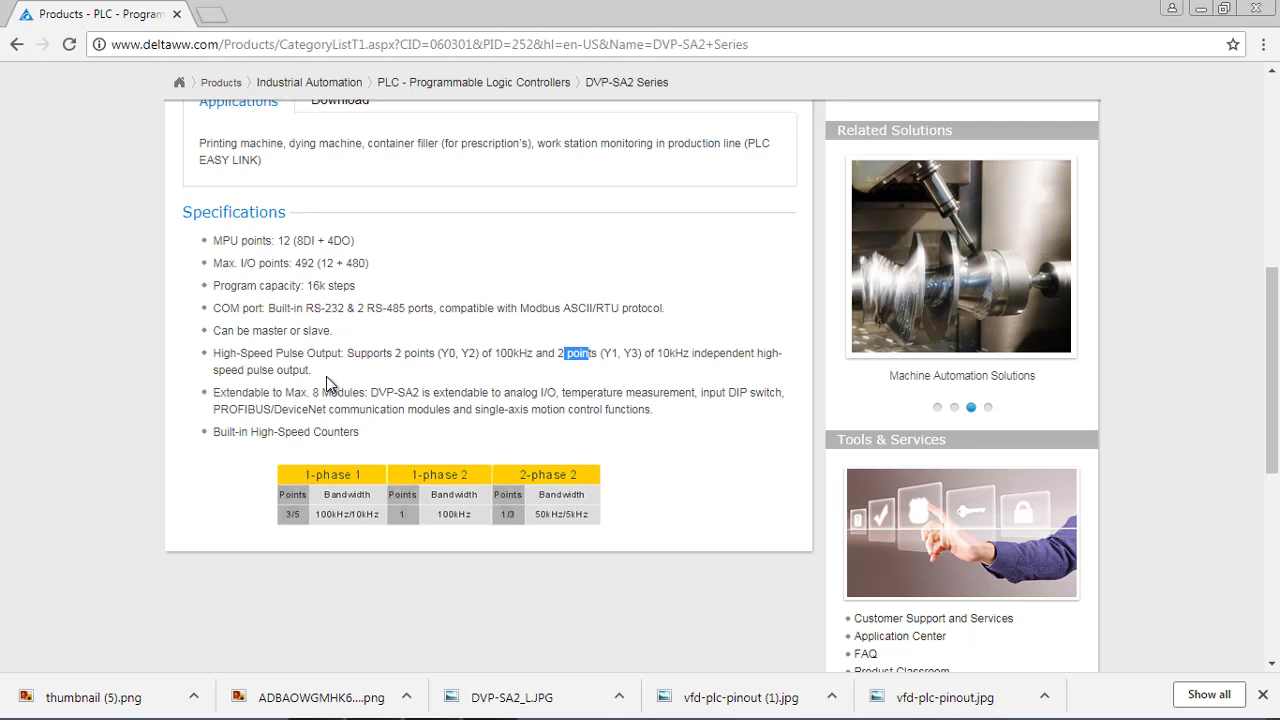 Products - PLC - Program
www.deltaww.com/Products/CategoryListT1.aspx?CID=060301&PID=252&hl=en-US&Name=DVP-SA2+Series
Products Industrial Automation PLC - Programmable Logic Controllers DVP-SA2 Series
Applications Download
Printing machine, dying machine, container filler (for prescription's), work station monitoring in production line (PLC
EASY LINK)
Specifications
MPU points: 12 (8DI + 4DO)
Max. I/O points: 492 (12 + 480)
Program capacity: 16k steps
COM port: Built-in RS-232 & 2 RS-485 ports, compatible with Modbus ASCII/RTU protocol.
Can be master or slave.
High-Speed Pulse Output: Supports 2 points (Y0, Y2) of 100kHz and 2 points (Y1, Y3) of 10kHz independent high-
speed pulse output.
Extendable to Max. 8 Modules: DVP-SA2 is extendable to analog I/O, temperature measurement, input DIP switch,
PROFIBUS/DeviceNet communication modules and single-axis motion control functions.
Built-in High-Speed Counters
1-phase 1 1-phase 2 2-phase 2
Points Bandwidth Points Bandwidth Points Bandwidth
3/5 100kHz/10kHz 1 100kHz 1/3 50kHz/5kHz
Related Solutions
Machine Automation Solutions
Tools & Services
Customer Support and Services
Application Center
FAQ
Product Classroom
thumbnail (5).png ADBAOWGMHK6....png DVP-SA2_L.JPG vfd-plc-pinout (1).jpg vfd-plc-pinout.jpg Show all